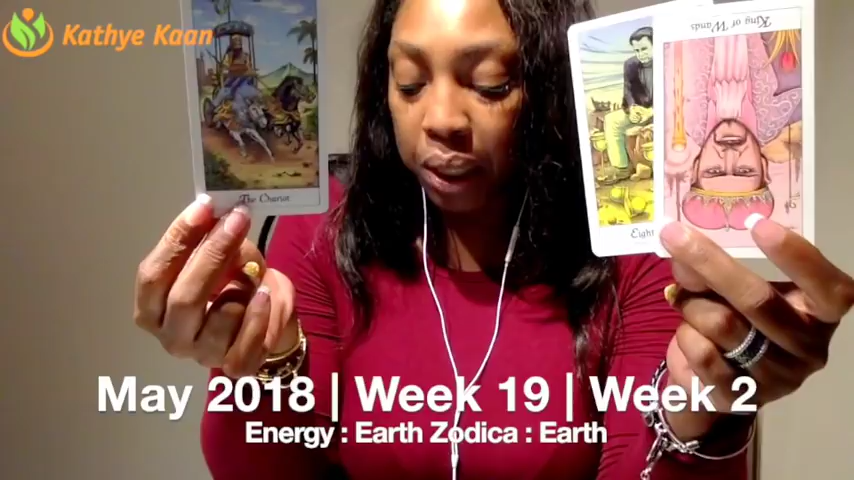 Kathye Kaan
The Chariot
Eight
King of Wands
May 2018 | Week 19 | Week 2
Energy : Earth Zodica : Earth